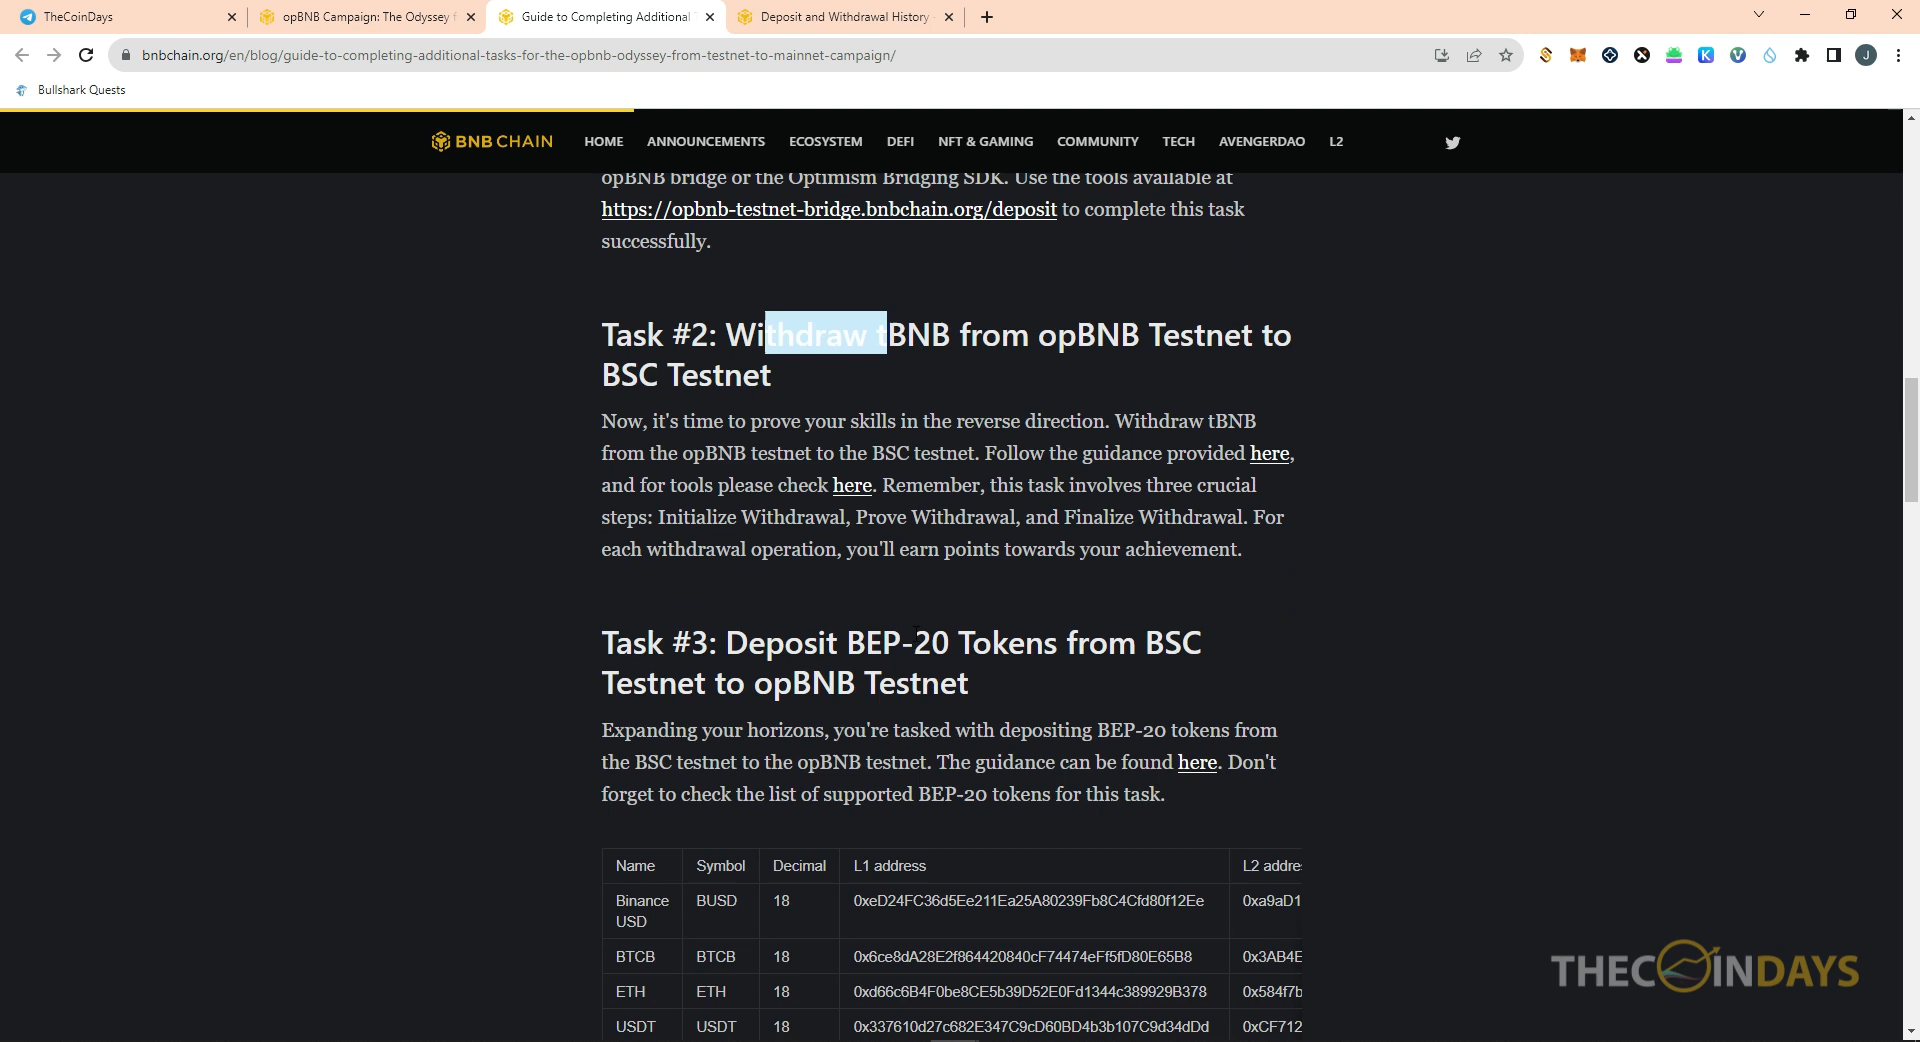 TheCoinDays
opBNB Campaign: The Odyssey f
Guide to Completing Additional
Deposit and Withdrawal History
bnbchain.org/en/blog/guide-to-completing-additional-tasks-for-the-opbnb-odyssey-from-testnet-to-mainnet-campaign/
J
Bullshark Quests
BNB CHAIN
HOME ANNOUNCEMENTS ECOSYSTEM DEFI NFT & GAMING COMMUNITY TECH AVENGERDAO L2
opBNB bridge or the Optimism Bridging SDK. Use the tools available at
https://opbnb-testnet-bridge.bnbchain.org/deposit to complete this task
successfully.
Task #2: Withdraw tBNB from opBNB Testnet to
BSC Testnet
Now, it's time to prove your skills in the reverse direction. Withdraw tBNB
from the opBNB testnet to the BSC testnet. Follow the guidance provided here,
and for tools please check here. Remember, this task involves three crucial
steps: Initialize Withdrawal, Prove Withdrawal, and Finalize Withdrawal. For
each withdrawal operation, you'll earn points towards your achievement.
Task #3: Deposit BEP-20 Tokens from BSC
Testnet to opBNB Testnet
Expanding your horizons, you're tasked with depositing BEP-20 tokens from
the BSC testnet to the opBNB testnet. The guidance can be found here. Don't
forget to check the list of supported BEP-20 tokens for this task.
Name Symbol Decimal L1 address L2 addre
Binance USD BUSD 18 0xeD24FC36d5Ee211Ea25A80239Fb8C4Cfd80f12Ee 0xa9aD1
BTCB BTCB 18 0x6ce8dA28E2f864420840cF74474eFf5fD80E65B8 0x3AB4E
ETH ETH 18 0xd66c6B4F0be8CE5b39D52E0Fd1344c389929B378 0x584f7b
USDT USDT 18 0x337610d27c682E347C9cD60BD4b3b107C9d34dDd 0xCF712
THECOINDAYS